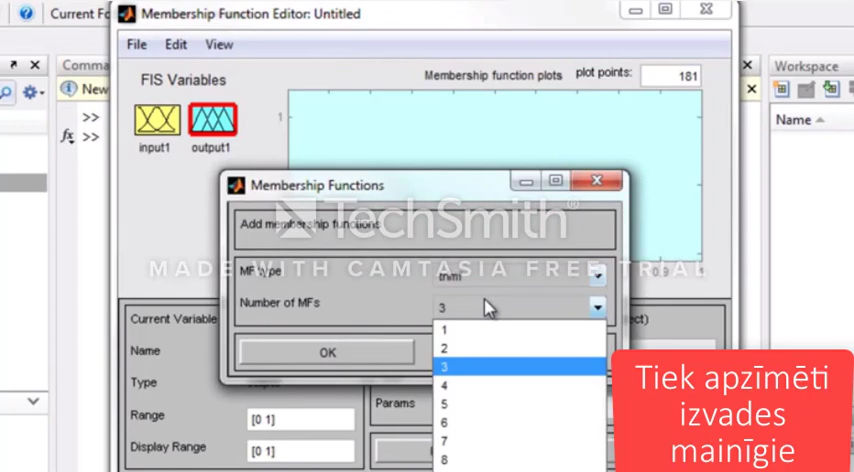 Current Fo
Membership Function Editor: Untitled
File Edit View
Comma
Workspace
FIS Variables
Membership function plots
plot points:
181
New
Name
>>
fx >>
1
input1
output1
Membership Functions
Add membership functions
TechSmith®
MADE WITH CAMTASIA FREE TRIAL
MF type
trimf
0.9
Number of MFs
3
Current Variable
OK
1
2
3
4
5
6
7
8
Name
Type
Range
[0 1]
Display Range
[0 1]
Params
Tiek apzīmēti
izvades
mainīgie